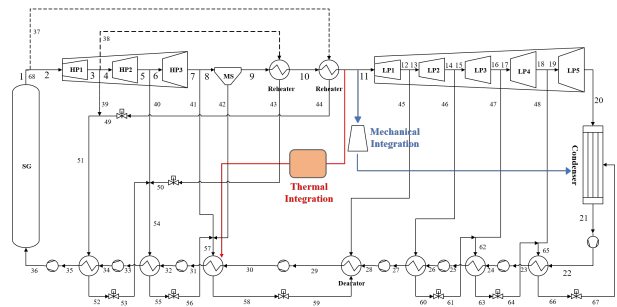 37
38
1 68 2 HP1 3 4 HP2 5 6 HP3 7 8 MS 9 10 11 LP1 12 13 LP2 14 15 LP3 16 17 LP4 18 19 LP5
Reheater Reheater
39 40 41 42 43 44 45 46 47 48 20
49
Mechanical
Integration
51 SG Condenser
50
Thermal
Integration
54 21
57 62 65
36 35 34 33 32 31 30 29 28 27 26 25 24 23 22
Dearator
52 53 55 56 58 59 60 61 63 64 66 67